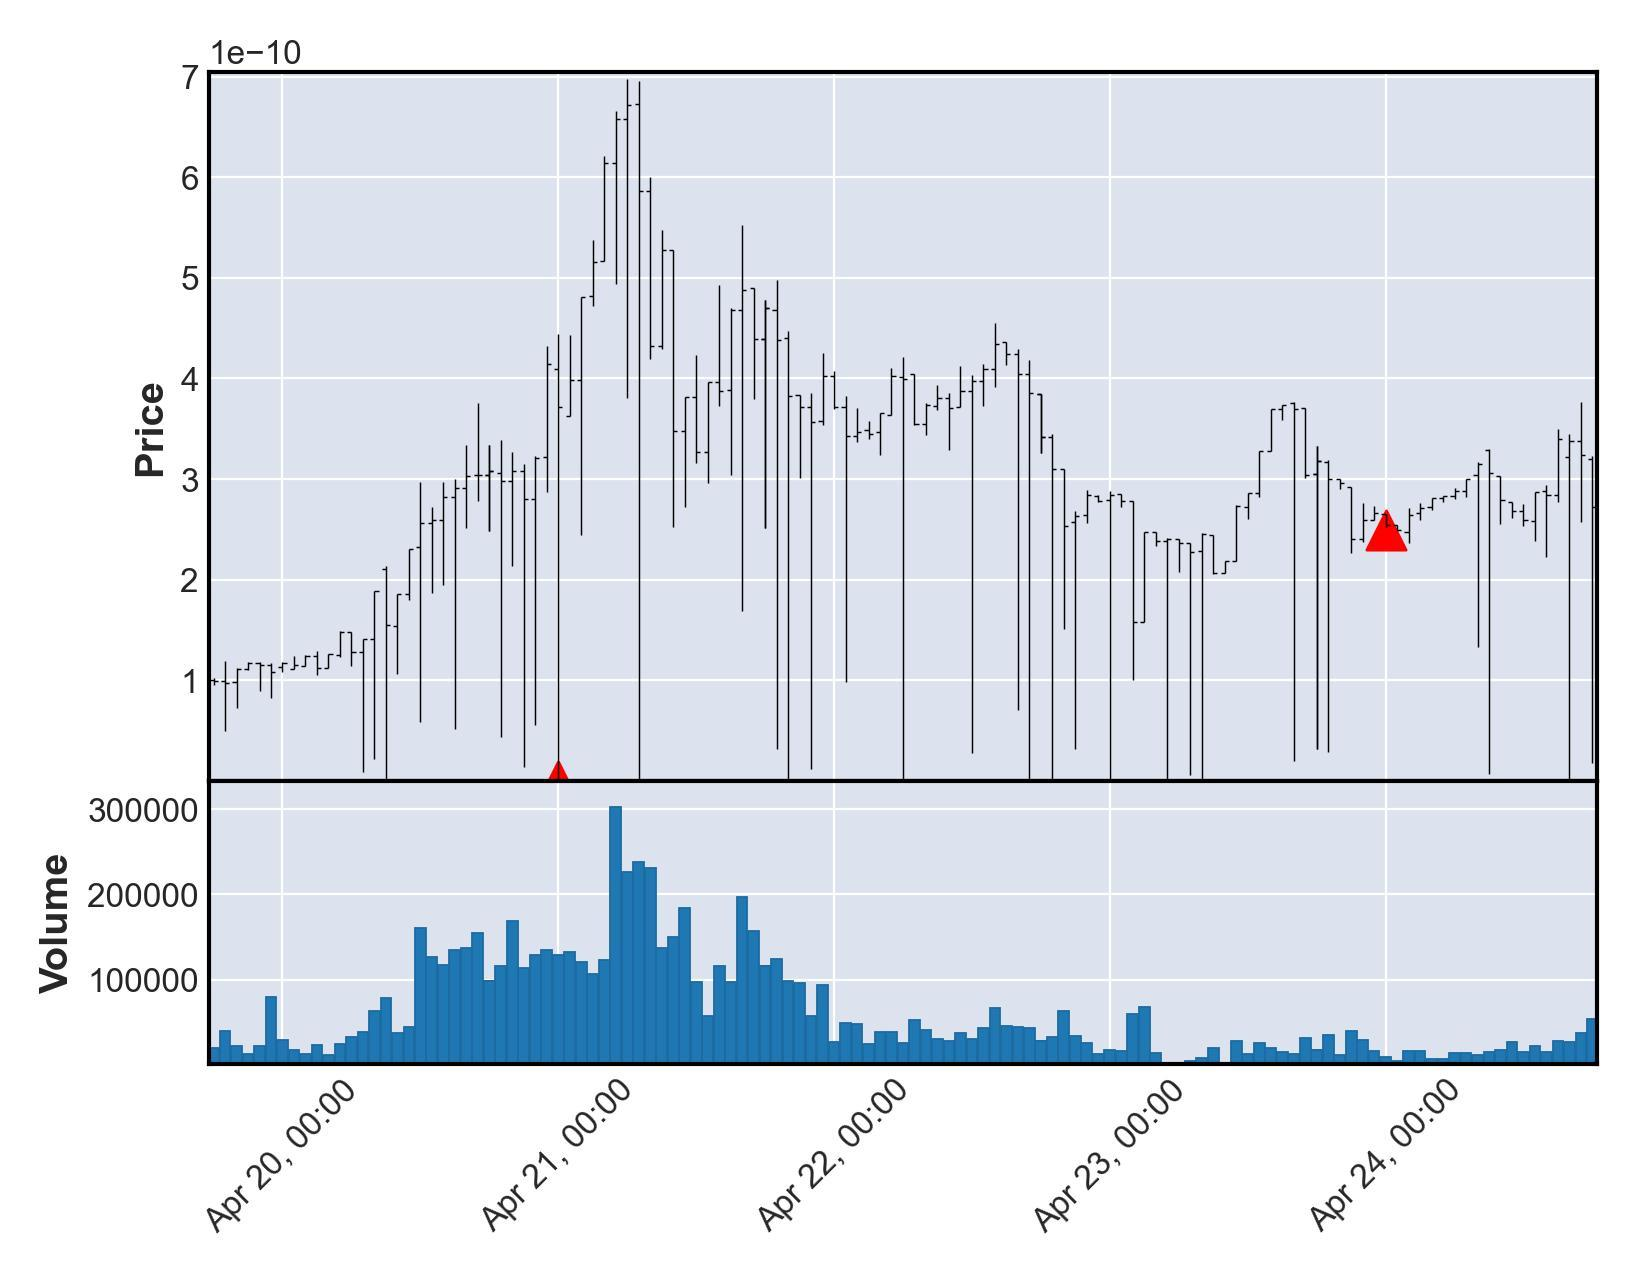 1e−10
7
6
5
4
3
2
1
Price
300000
200000
100000
Volume
Apr 20, 00:00
Apr 21, 00:00
Apr 22, 00:00
Apr 23, 00:00
Apr 24, 00:00